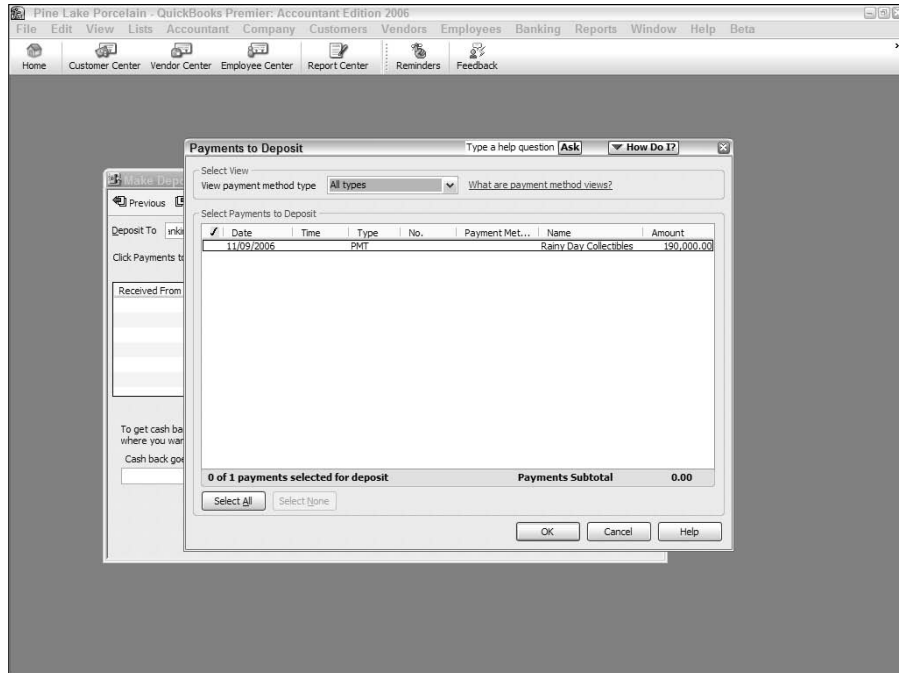 Pine Lake Porcelain - QuickBooks Premier: Accountant Edition 2006
File Edit View Lists Accountant Company Customers Vendors Employees Banking Reports Window Help Beta
Home Customer Center Vendor Center Employee Center Report Center Reminders Feedback
Payments to Deposit Type a help question Ask How Do I?
Select View
View payment method type All types What are payment method views?
Select Payments to Deposit
✓ Date Time Type No. Payment Met... Name Amount
11/09/2006 PMT Rainy Day Collectibles 190,000.00
0 of 1 payments selected for deposit Payments Subtotal 0.00
Select All Select None
OK Cancel Help
Make Depo
Previous
Deposit To
Click Payments to
Received From
To get cash ba
where you war
Cash back goe